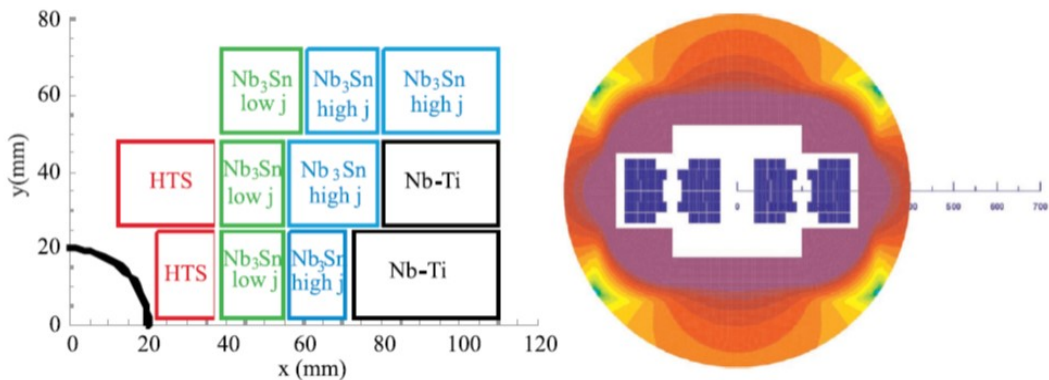 80
60
40
20
0
y(mm)
Nb₃Sn
low j
Nb₃Sn
high j
Nb₃Sn
high j
HTS
Nb₃Sn
low j
Nb₃Sn
high j
Nb-Ti
HTS
Nb₃Sn
low j
Nb₃Sn
high j
Nb-Ti
0 20 40 60 80 100 120
x (mm)
0 500 700